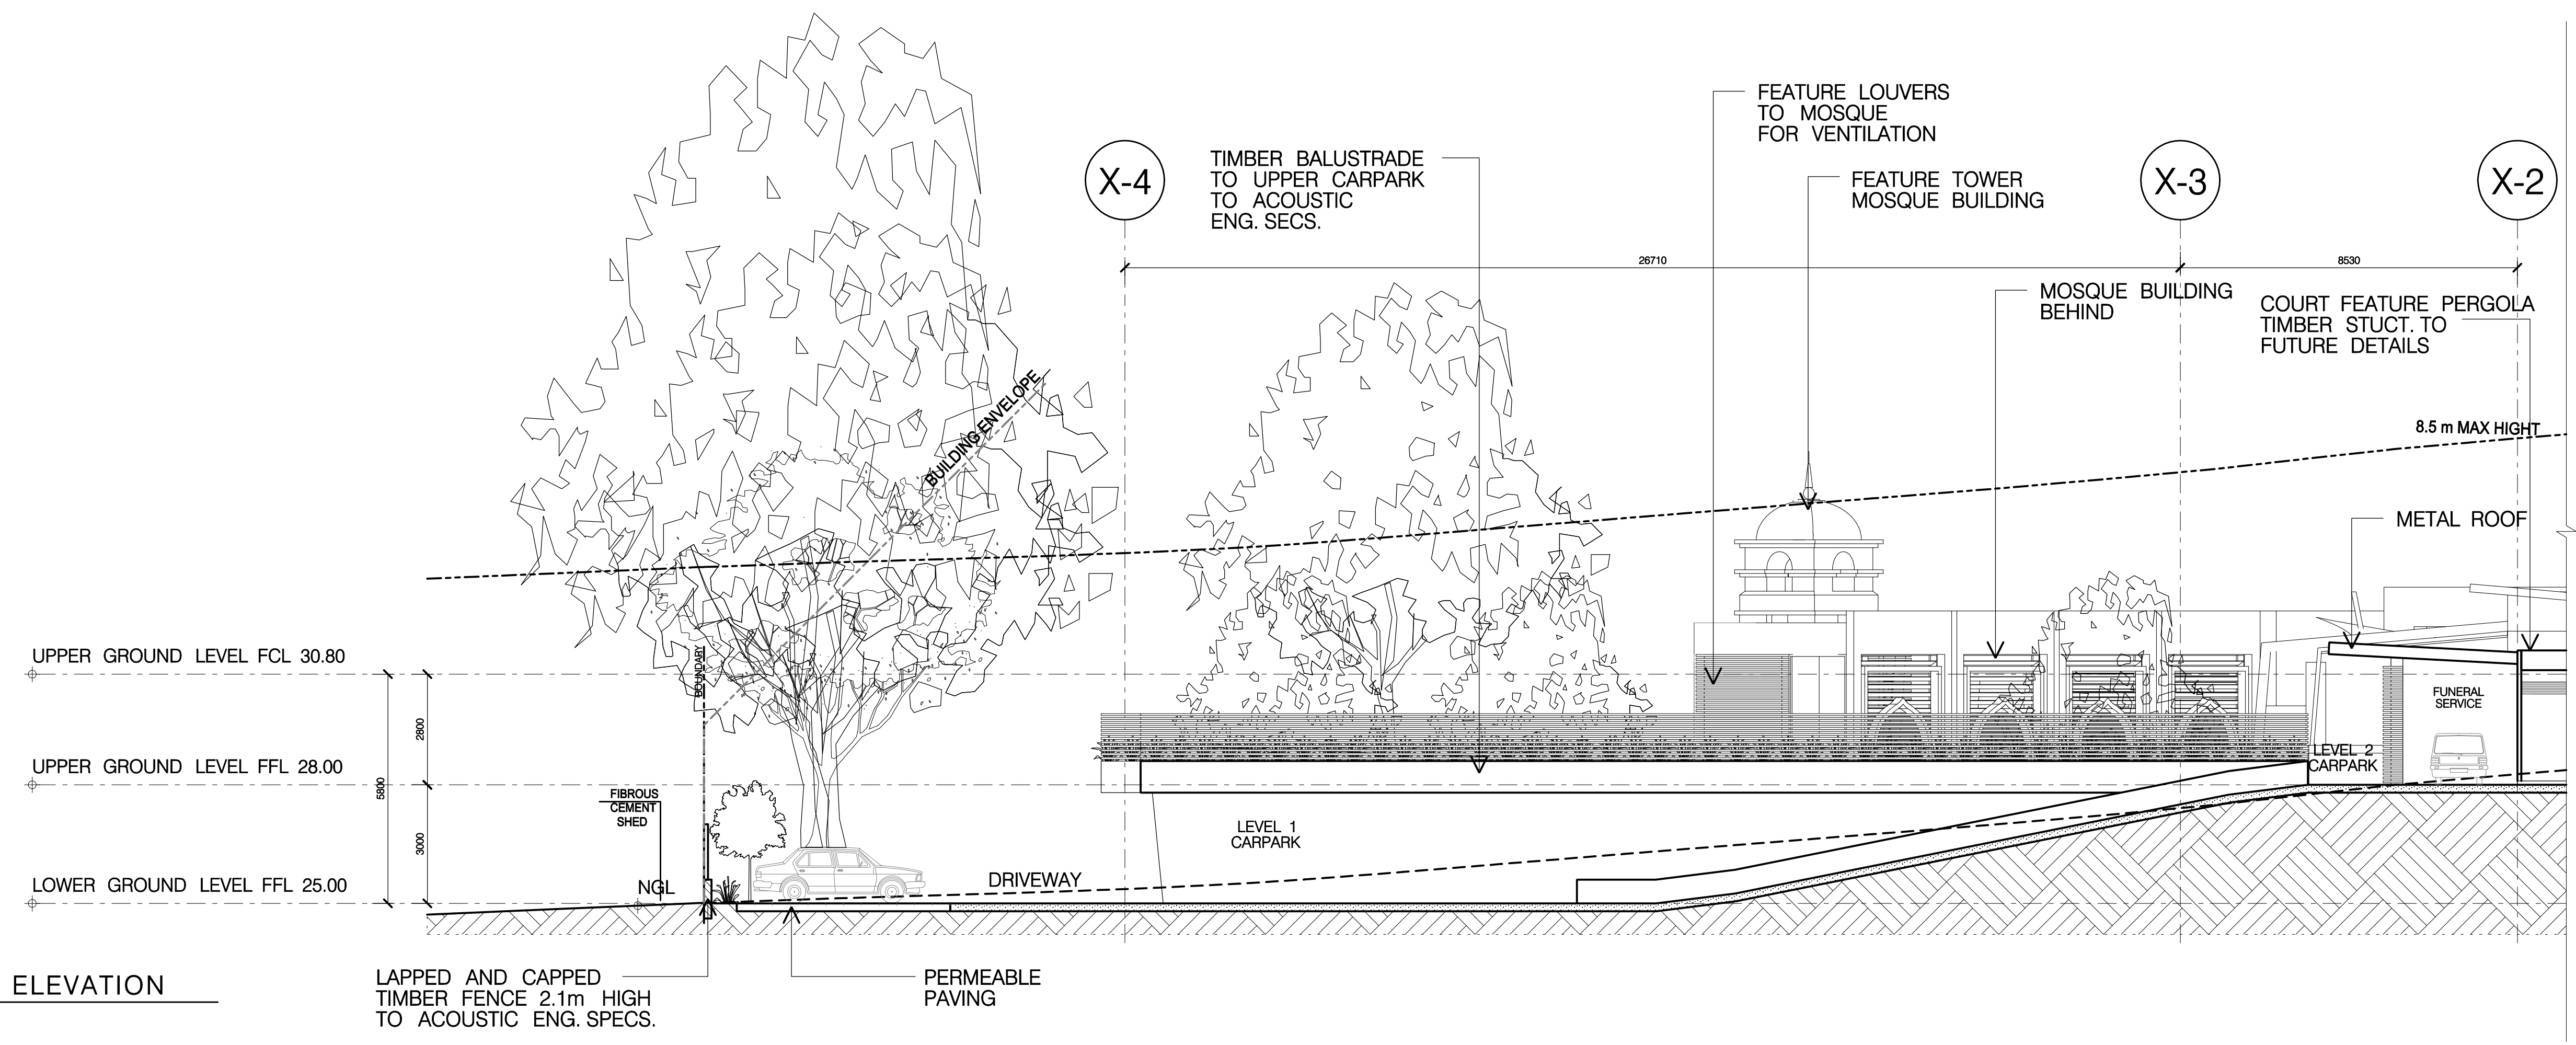 FEATURE LOUVERS
TO MOSQUE
FOR VENTILATION
X-4
TIMBER BALUSTRADE
TO UPPER CARPARK
TO ACOUSTIC
ENG. SECS.
FEATURE TOWER
MOSQUE BUILDING
X-3
X-2
26710
8530
MOSQUE BUILDING
BEHIND
COURT FEATURE PERGOLA
TIMBER STUCT. TO
FUTURE DETAILS
BUILDING ENVELOPE
8.5 m MAX HIGHT
METAL ROOF
UPPER GROUND LEVEL FCL 30.80
BOUNDARY
FUNERAL
SERVICE
2800
UPPER GROUND LEVEL FFL 28.00
LEVEL 2
CARPARK
5800
FIBROUS
CEMENT
SHED
3000
LEVEL 1
CARPARK
LOWER GROUND LEVEL FFL 25.00
NGL
DRIVEWAY
ELEVATION
LAPPED AND CAPPED
TIMBER FENCE 2.1m HIGH
TO ACOUSTIC ENG. SPECS.
PERMEABLE
PAVING